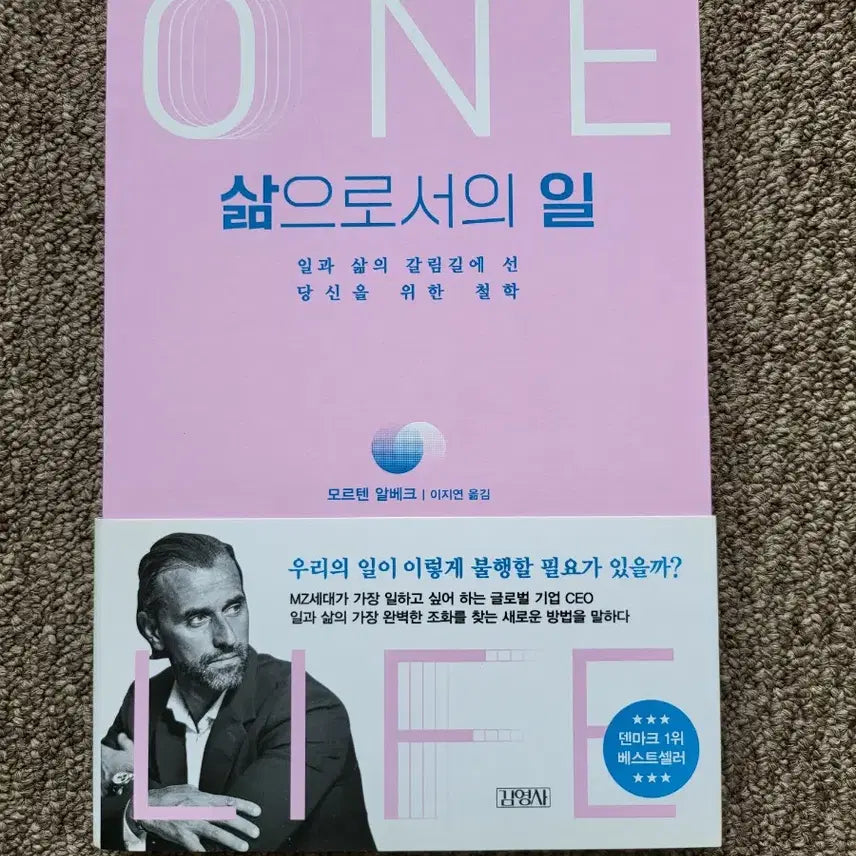 ONE
삶으로서의 일
일과 삶의 갈림길에 선
당신을 위한 철학
모르텐 알베크 | 이지연 옮김
우리의 일이 이렇게 불행할 필요가 있을까?
MZ세대가 가장 일하고 싶어 하는 글로벌 기업 CEO
일과 삶의 가장 완벽한 조화를 찾는 새로운 방법을 말하다
LIFE
덴마크 1위
베스트셀러
김영사